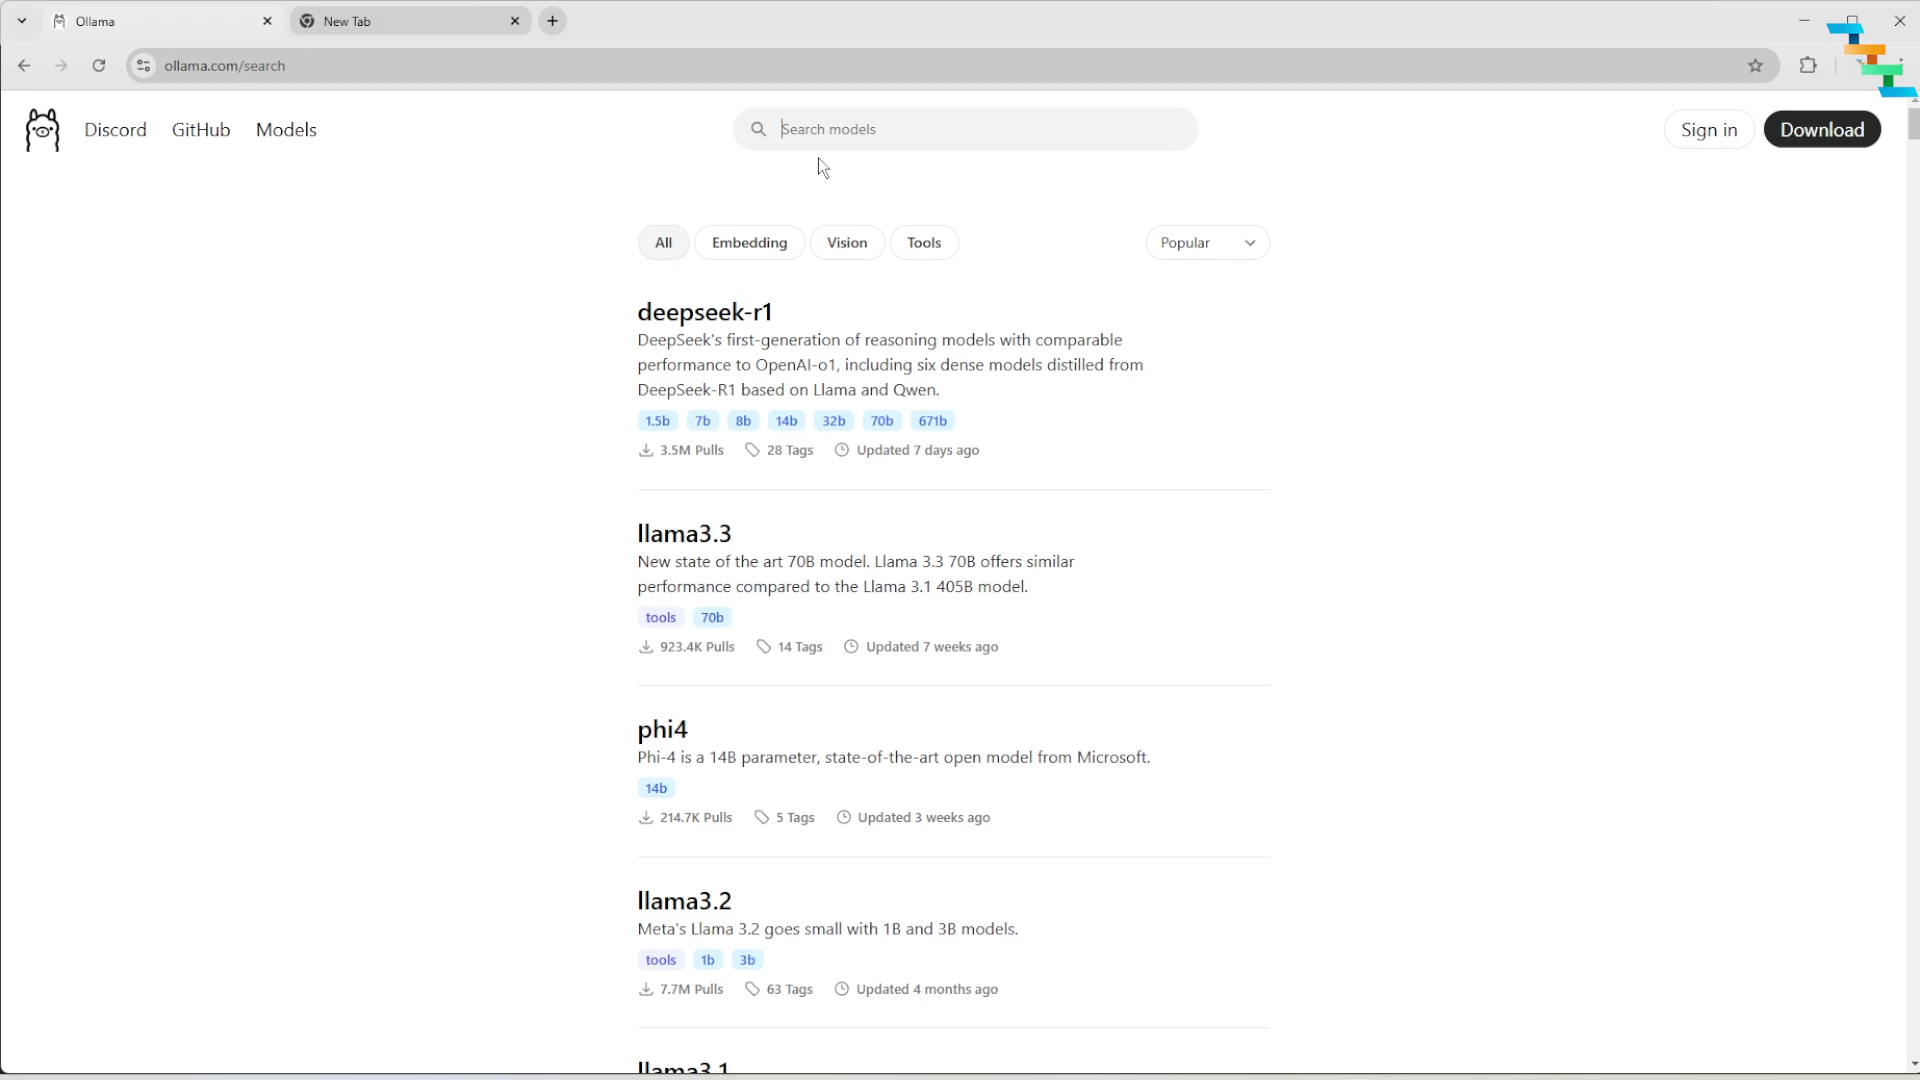 Ollama
New Tab
ollama.com/search
Discord GitHub Models
Search models
Sign in Download
All Embedding Vision Tools Popular
deepseek-r1
DeepSeek's first-generation of reasoning models with comparable
performance to OpenAI-o1, including six dense models distilled from
DeepSeek-R1 based on Llama and Qwen.
1.5b 7b 8b 14b 32b 70b 671b
3.5M Pulls 28 Tags Updated 7 days ago
llama3.3
New state of the art 70B model. Llama 3.3 70B offers similar
performance compared to the Llama 3.1 405B model.
tools 70b
923.4K Pulls 14 Tags Updated 7 weeks ago
phi4
Phi-4 is a 14B parameter, state-of-the-art open model from Microsoft.
14b
214.7K Pulls 5 Tags Updated 3 weeks ago
llama3.2
Meta's Llama 3.2 goes small with 1B and 3B models.
tools 1b 3b
7.7M Pulls 63 Tags Updated 4 months ago
llama3.1